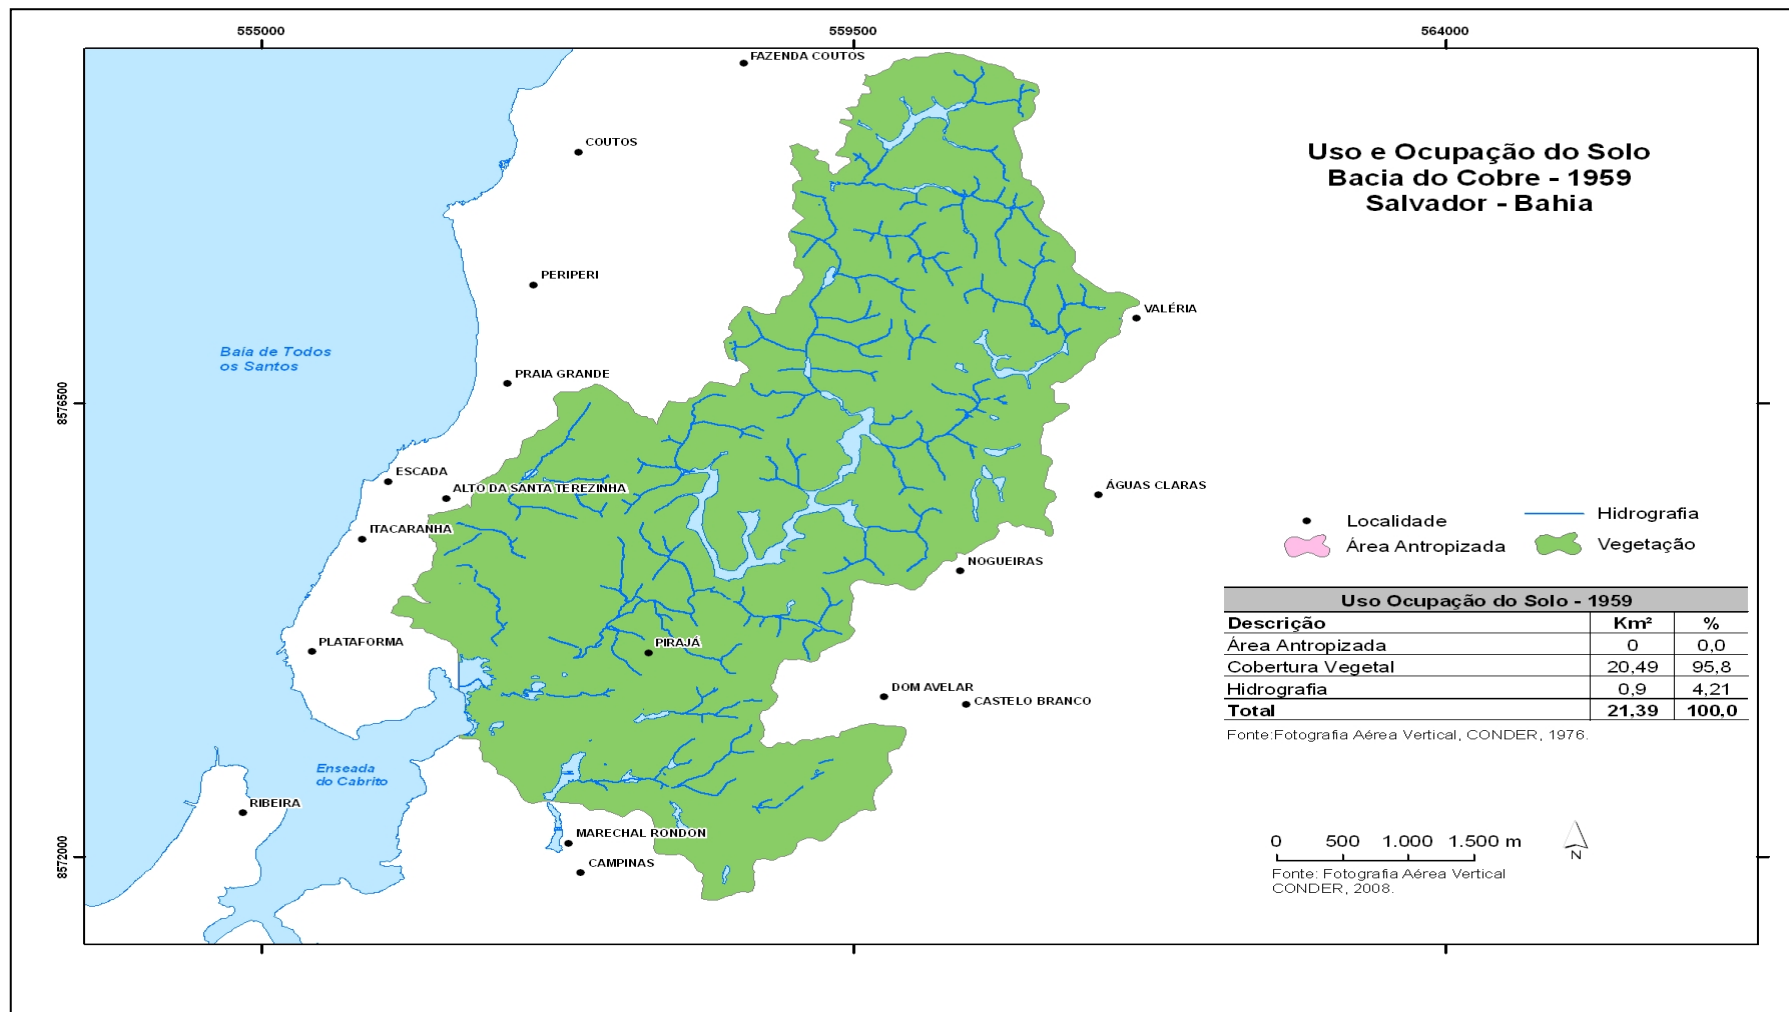 555000
559500
564000
FAZENDA COUTOS
COUTOS
Uso e Ocupação do Solo
Bacia do Cobre - 1959
Salvador - Bahia
PERIPERI
VALÉRIA
Baía de Todos
os Santos
PRAIA GRANDE
8576500
ESCADA
ALTO DA SANTA TEREZINHA
ÁGUAS CLARAS
ITACARANHA
Localidade
Hidrografia
Área Antropizada
Vegetação
NOGUEIRAS
Uso Ocupação do Solo - 1959
Descrição Km² %
Área Antropizada 0 0,0
Cobertura Vegetal 20,49 95,8
Hidrografia 0,9 4,21
Total 21,39 100,0
Fonte:Fotografia Aérea Vertical, CONDER, 1976.
PLATAFORMA
PIRAJÁ
DOM AVELAR
CASTELO BRANCO
Enseada
do Cabrito
RIBEIRA
MARECHAL RONDON
CAMPINAS
8572000
0 500 1.000 1.500 m
N
Fonte: Fotografia Aérea Vertical
CONDER, 2008.